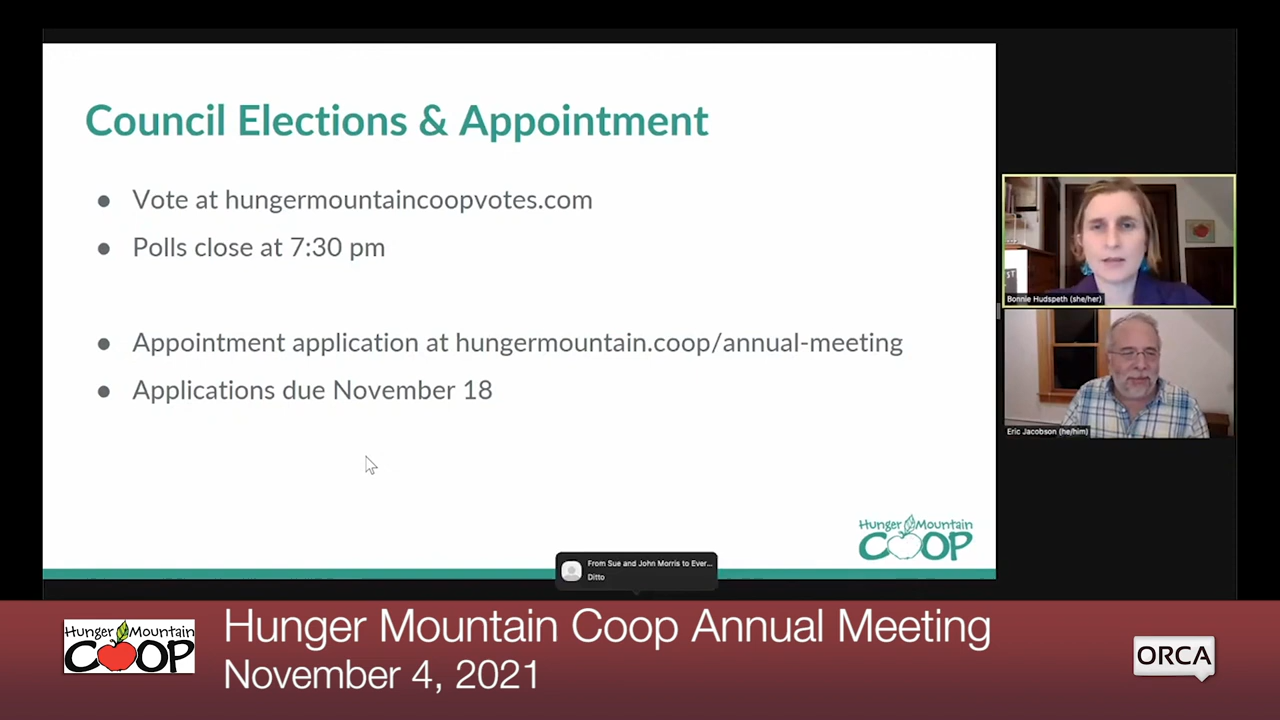 Council Elections & Appointment
● Vote at hungermountaincoopvotes.com
● Polls close at 7:30 pm
● Appointment application at hungermountain.coop/annual-meeting
● Applications due November 18
Hunger Mountain
COOP
ST
Bonnie Hudspeth (she/her)
Eric Jacobson (he/him)
From Sue and John Morris to Ever...
Ditto
Hunger Mountain
COOP
Hunger Mountain Coop Annual Meeting
November 4, 2021
ORCA